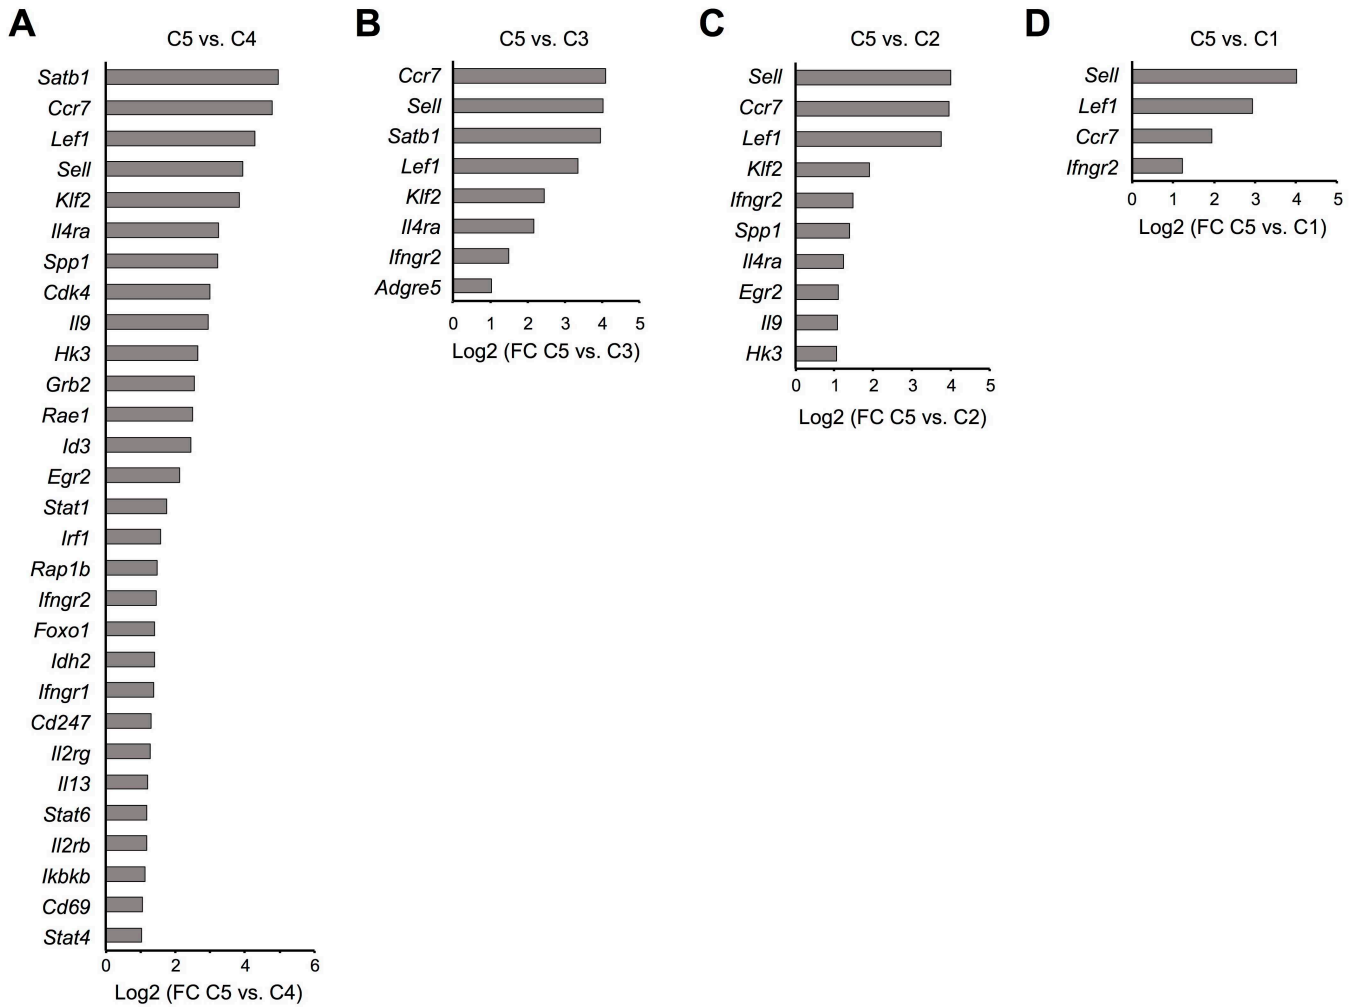 A
C5 vs. C4
Satb1
Ccr7
Lef1
Sell
Klf2
Il4ra
Spp1
Cdk4
Il9
Hk3
Grb2
Rae1
Id3
Egr2
Stat1
Irf1
Rap1b
Ifngr2
Foxo1
Idh2
Ifngr1
Cd247
Il2rg
Il13
Stat6
Il2rb
Ikbkb
Cd69
Stat4
0 2 4 6
Log2 (FC C5 vs. C4)
B
C5 vs. C3
Ccr7
Sell
Satb1
Lef1
Klf2
Il4ra
Ifngr2
Adgre5
0 1 2 3 4 5
Log2 (FC C5 vs. C3)
C
C5 vs. C2
Sell
Ccr7
Lef1
Klf2
Ifngr2
Spp1
Il4ra
Egr2
Il9
Hk3
0 1 2 3 4 5
Log2 (FC C5 vs. C2)
D
C5 vs. C1
Sell
Lef1
Ccr7
Ifngr2
0 1 2 3 4 5
Log2 (FC C5 vs. C1)